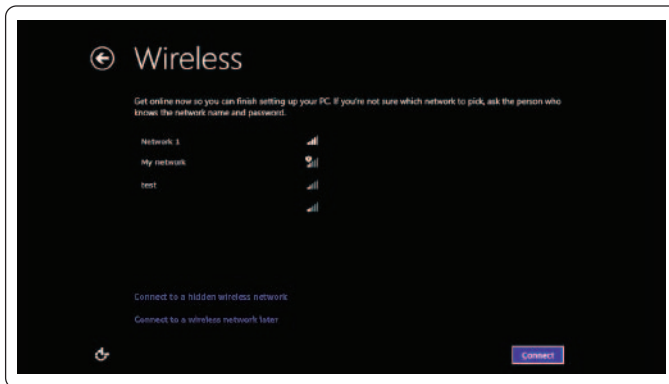 Wireless
Get online now so you can finish setting up your PC. If you're not sure which network to pick, ask the person who
knows the network name and password.
Network 1
My network
test
Connect to a hidden wireless network
Connect to a wireless network later
Connect